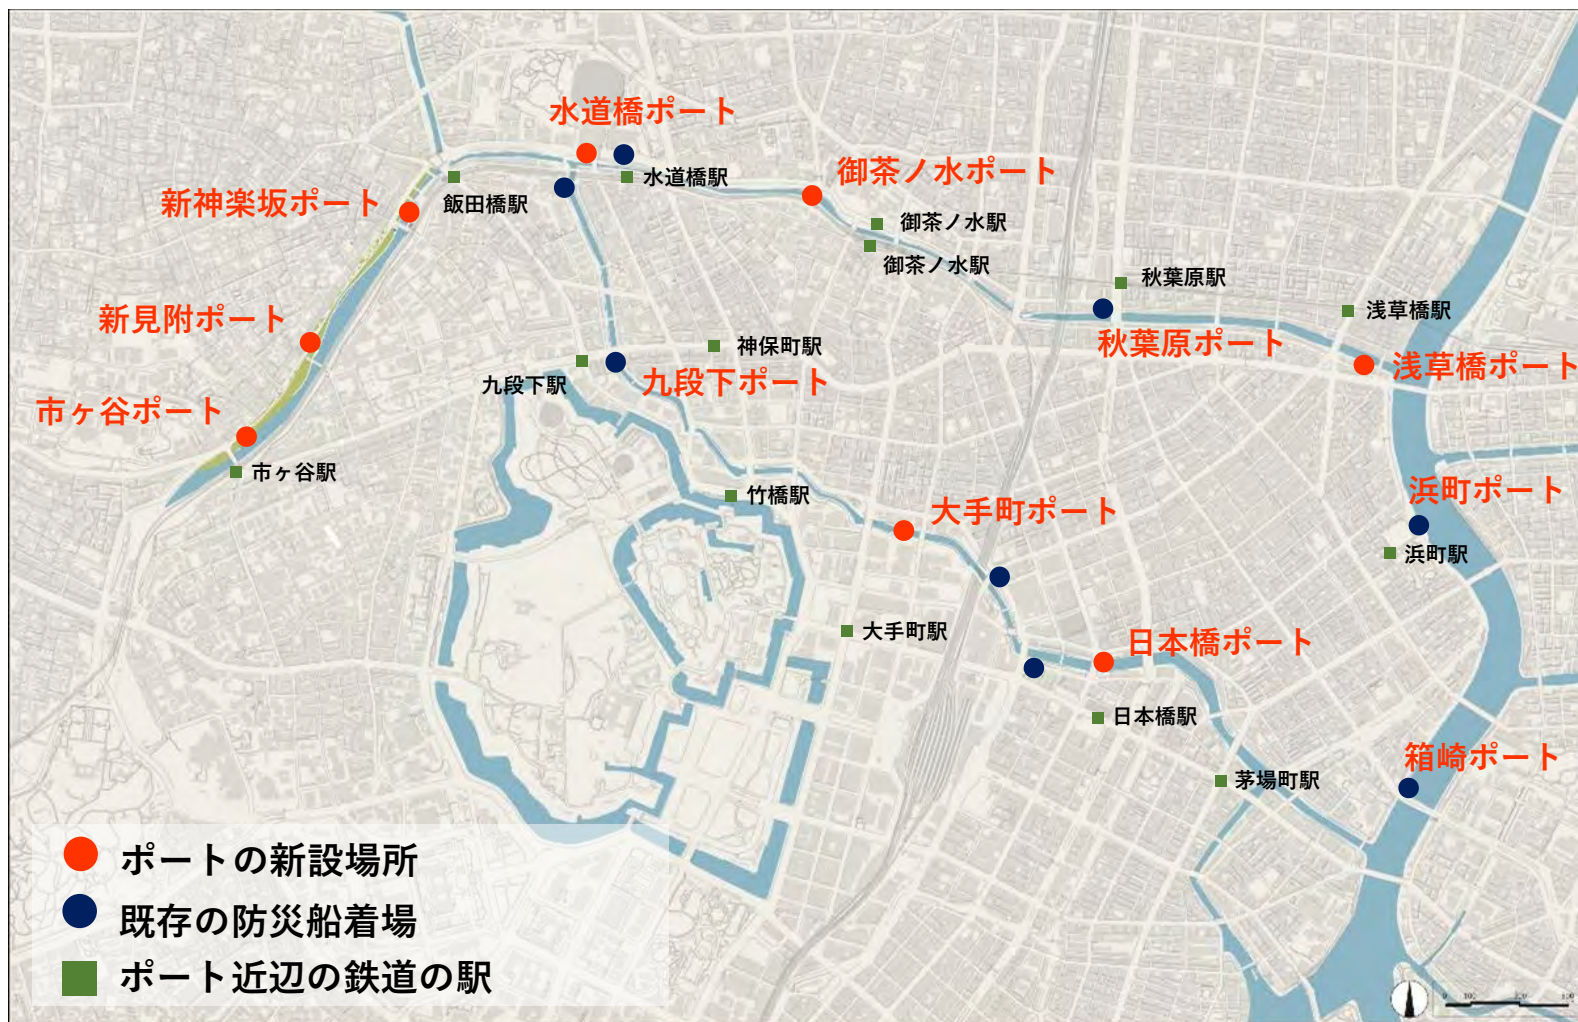 水道橋ポート
御茶ノ水ポート
水道橋駅
新神楽坂ポート
飯田橋駅
御茶ノ水駅
御茶ノ水駅
秋葉原駅
新見附ポート
浅草橋駅
秋葉原ポート
神保町駅
浅草橋ポート
九段下駅
九段下ポート
市ヶ谷ポート
市ヶ谷駅
竹橋駅
浜町ポート
大手町ポート
浜町駅
大手町駅
日本橋ポート
日本橋駅
箱崎ポート
茅場町駅
ポートの新設場所
既存の防災船着場
ポート近辺の鉄道の駅